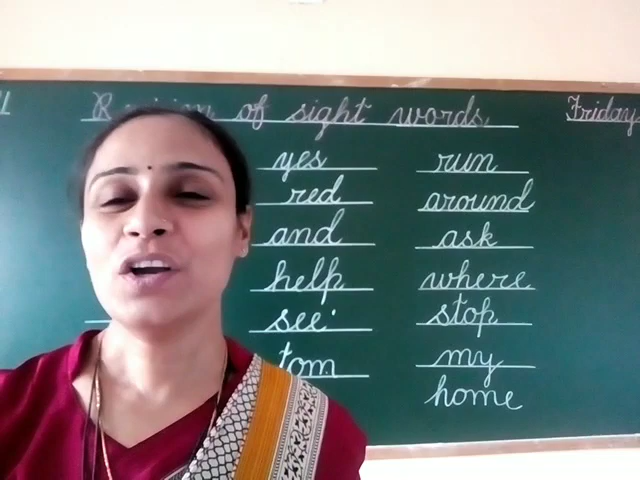 Revision of sight words.
Friday
yes run
red around
and ask
help where
see stop
tom my
home